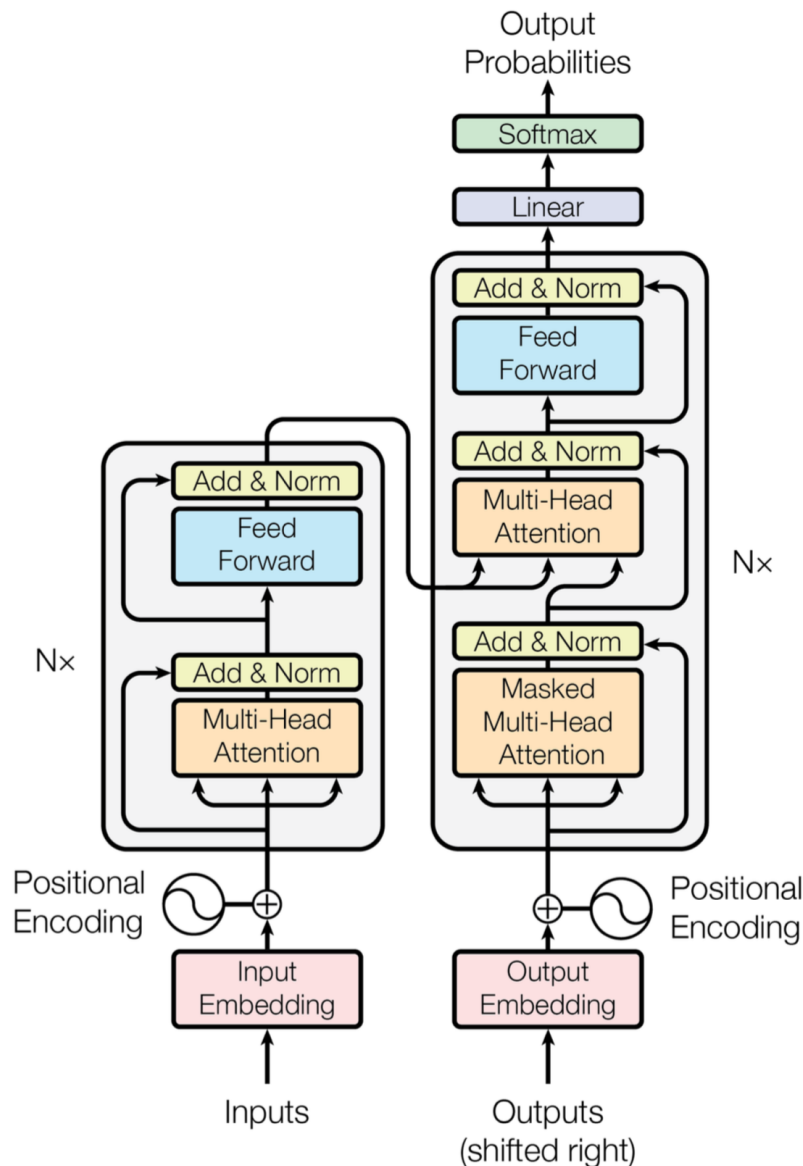 Output
Probabilities
Softmax
Linear
Add & Norm
Feed
Forward
Add & Norm
Multi-Head
Attention
Add & Norm
Masked
Multi-Head
Attention
N×
Add & Norm
Feed
Forward
Add & Norm
Multi-Head
Attention
N×
Positional
Encoding
Positional
Encoding
Input
Embedding
Output
Embedding
Inputs
Outputs
(shifted right)